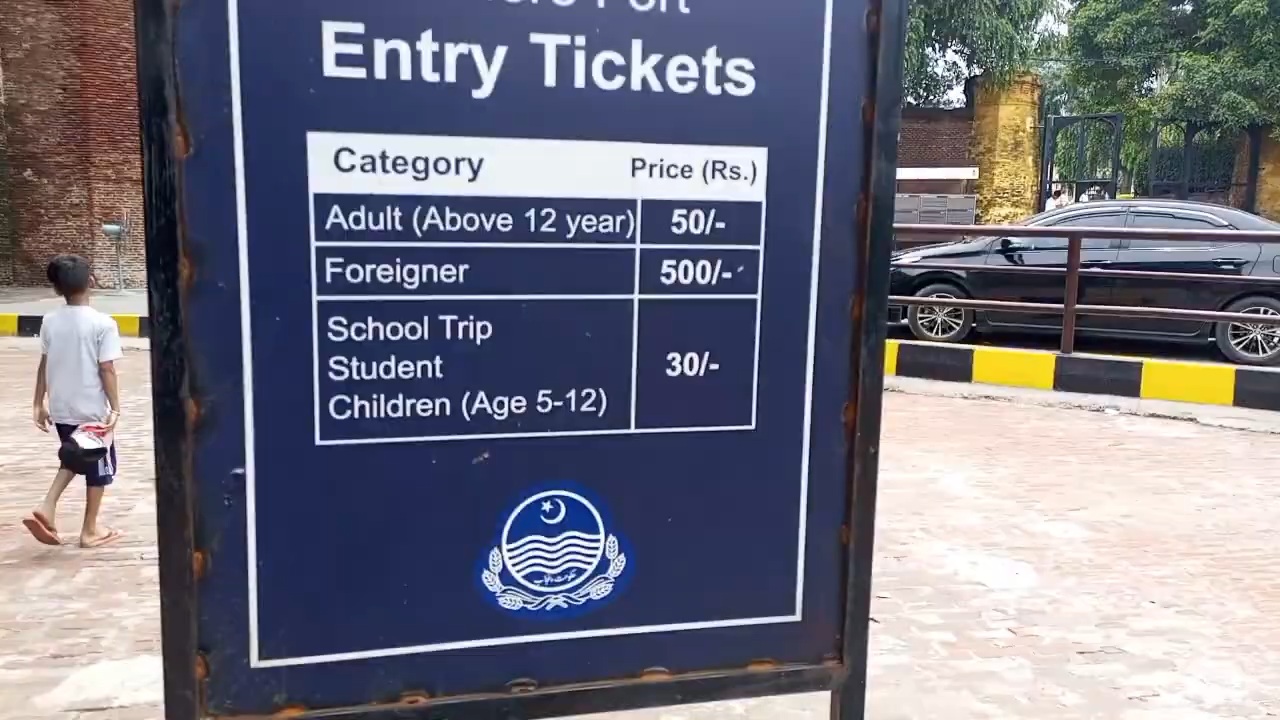 Entry Tickets
Category Price (Rs.)
Adult (Above 12 year) 50/-
Foreigner 500/-
School Trip
Student 30/-
Children (Age 5-12)